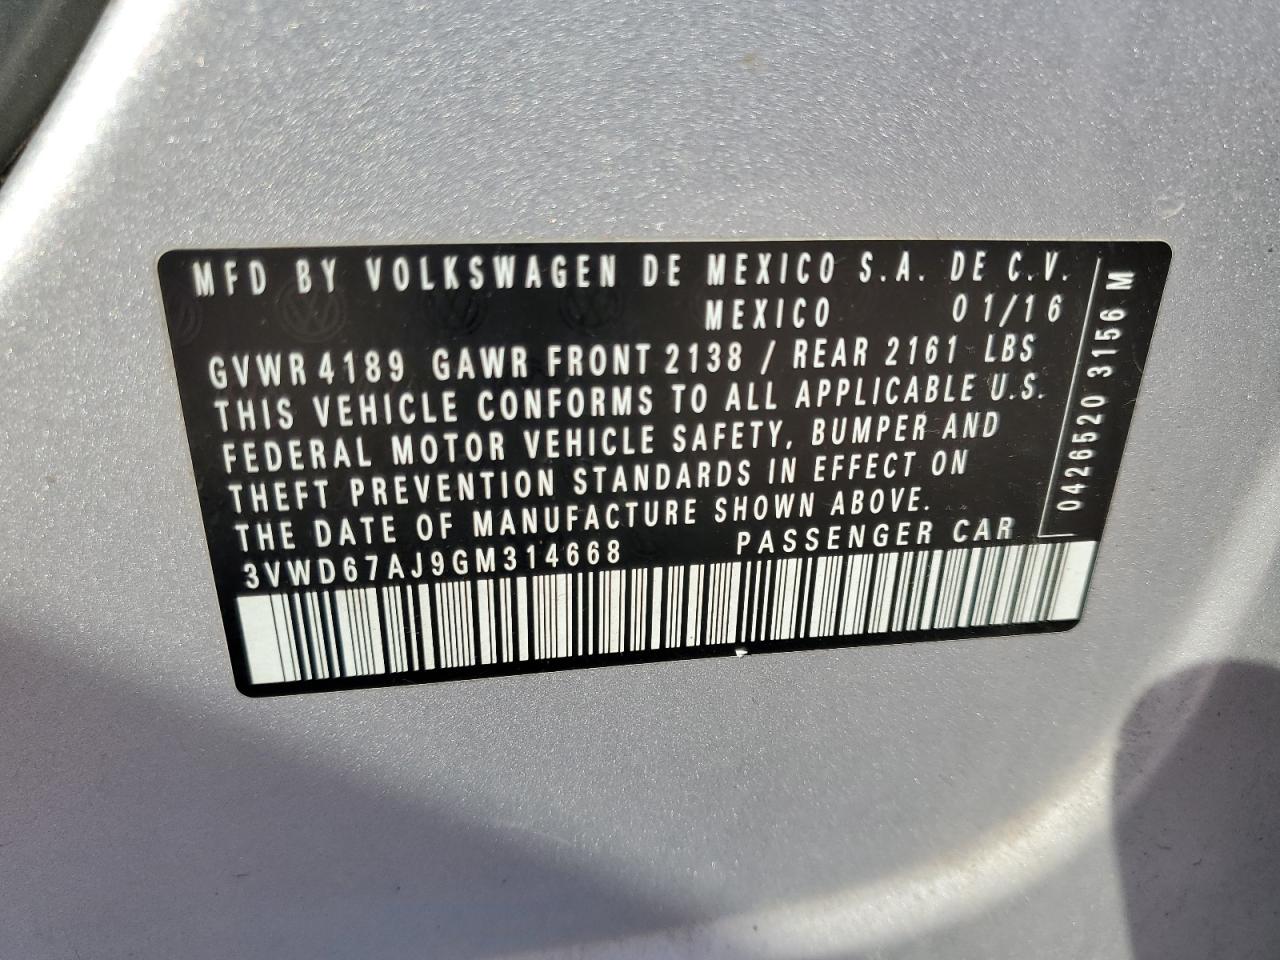 MFD BY VOLKSWAGEN DE MEXICO S.A. DE C.V.
MEXICO 01/16
GVWR 4189 GAWR FRONT 2138 / REAR 2161 LBS
THIS VEHICLE CONFORMS TO ALL APPLICABLE U.S.
FEDERAL MOTOR VEHICLE SAFETY, BUMPER AND
THEFT PREVENTION STANDARDS IN EFFECT ON
THE DATE OF MANUFACTURE SHOWN ABOVE.
3VWD67AJ9GM314668 PASSENGER CAR
0426520 3156 M